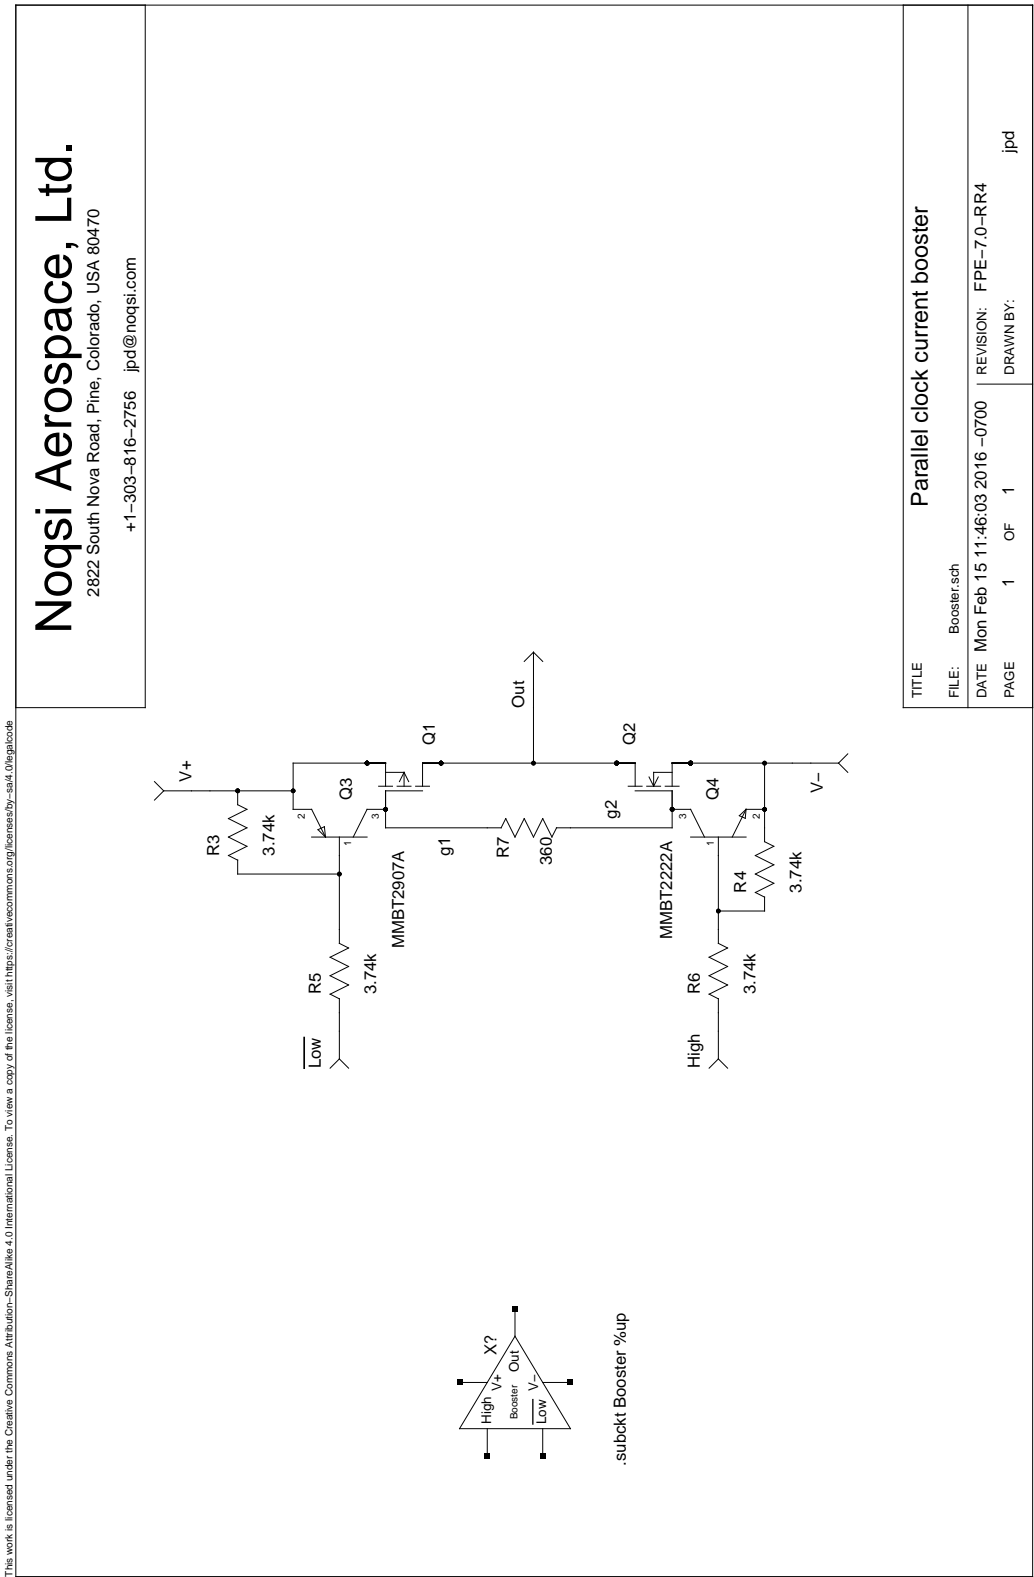 This work is licensed under the Creative Commons Attribution−ShareAlike 4.0 International License. To view a copy of the license, visit https://creativecommons.org/licenses/by−sa/4.0/legalcode
Noqsi Aerospace, Ltd.
2822 South Nova Road, Pine, Colorado, USA 80470
+1−303−816−2756 jpd@noqsi.com
V+
R3
3.74k
2
Q3
1
3
Q1
R5
3.74k
Low
MMBT2907A
g1
R7
360
Out
g2
Q2
MMBT2222A
3
Q4
1
2
R4
3.74k
V−
High
R6
3.74k
X?
High V+
Booster Out
Low V−
.subckt Booster %up
TITLE
Parallel clock current booster
FILE: Booster.sch
DATE Mon Feb 15 11:46:03 2016 −0700
REVISION: FPE−7.0−RR4
PAGE 1 OF 1
DRAWN BY: jpd